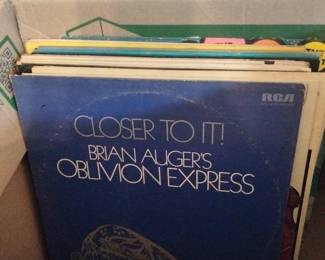 RCA
CLOSER TO IT!
BRIAN AUGER'S
OBLIVION EXPRESS